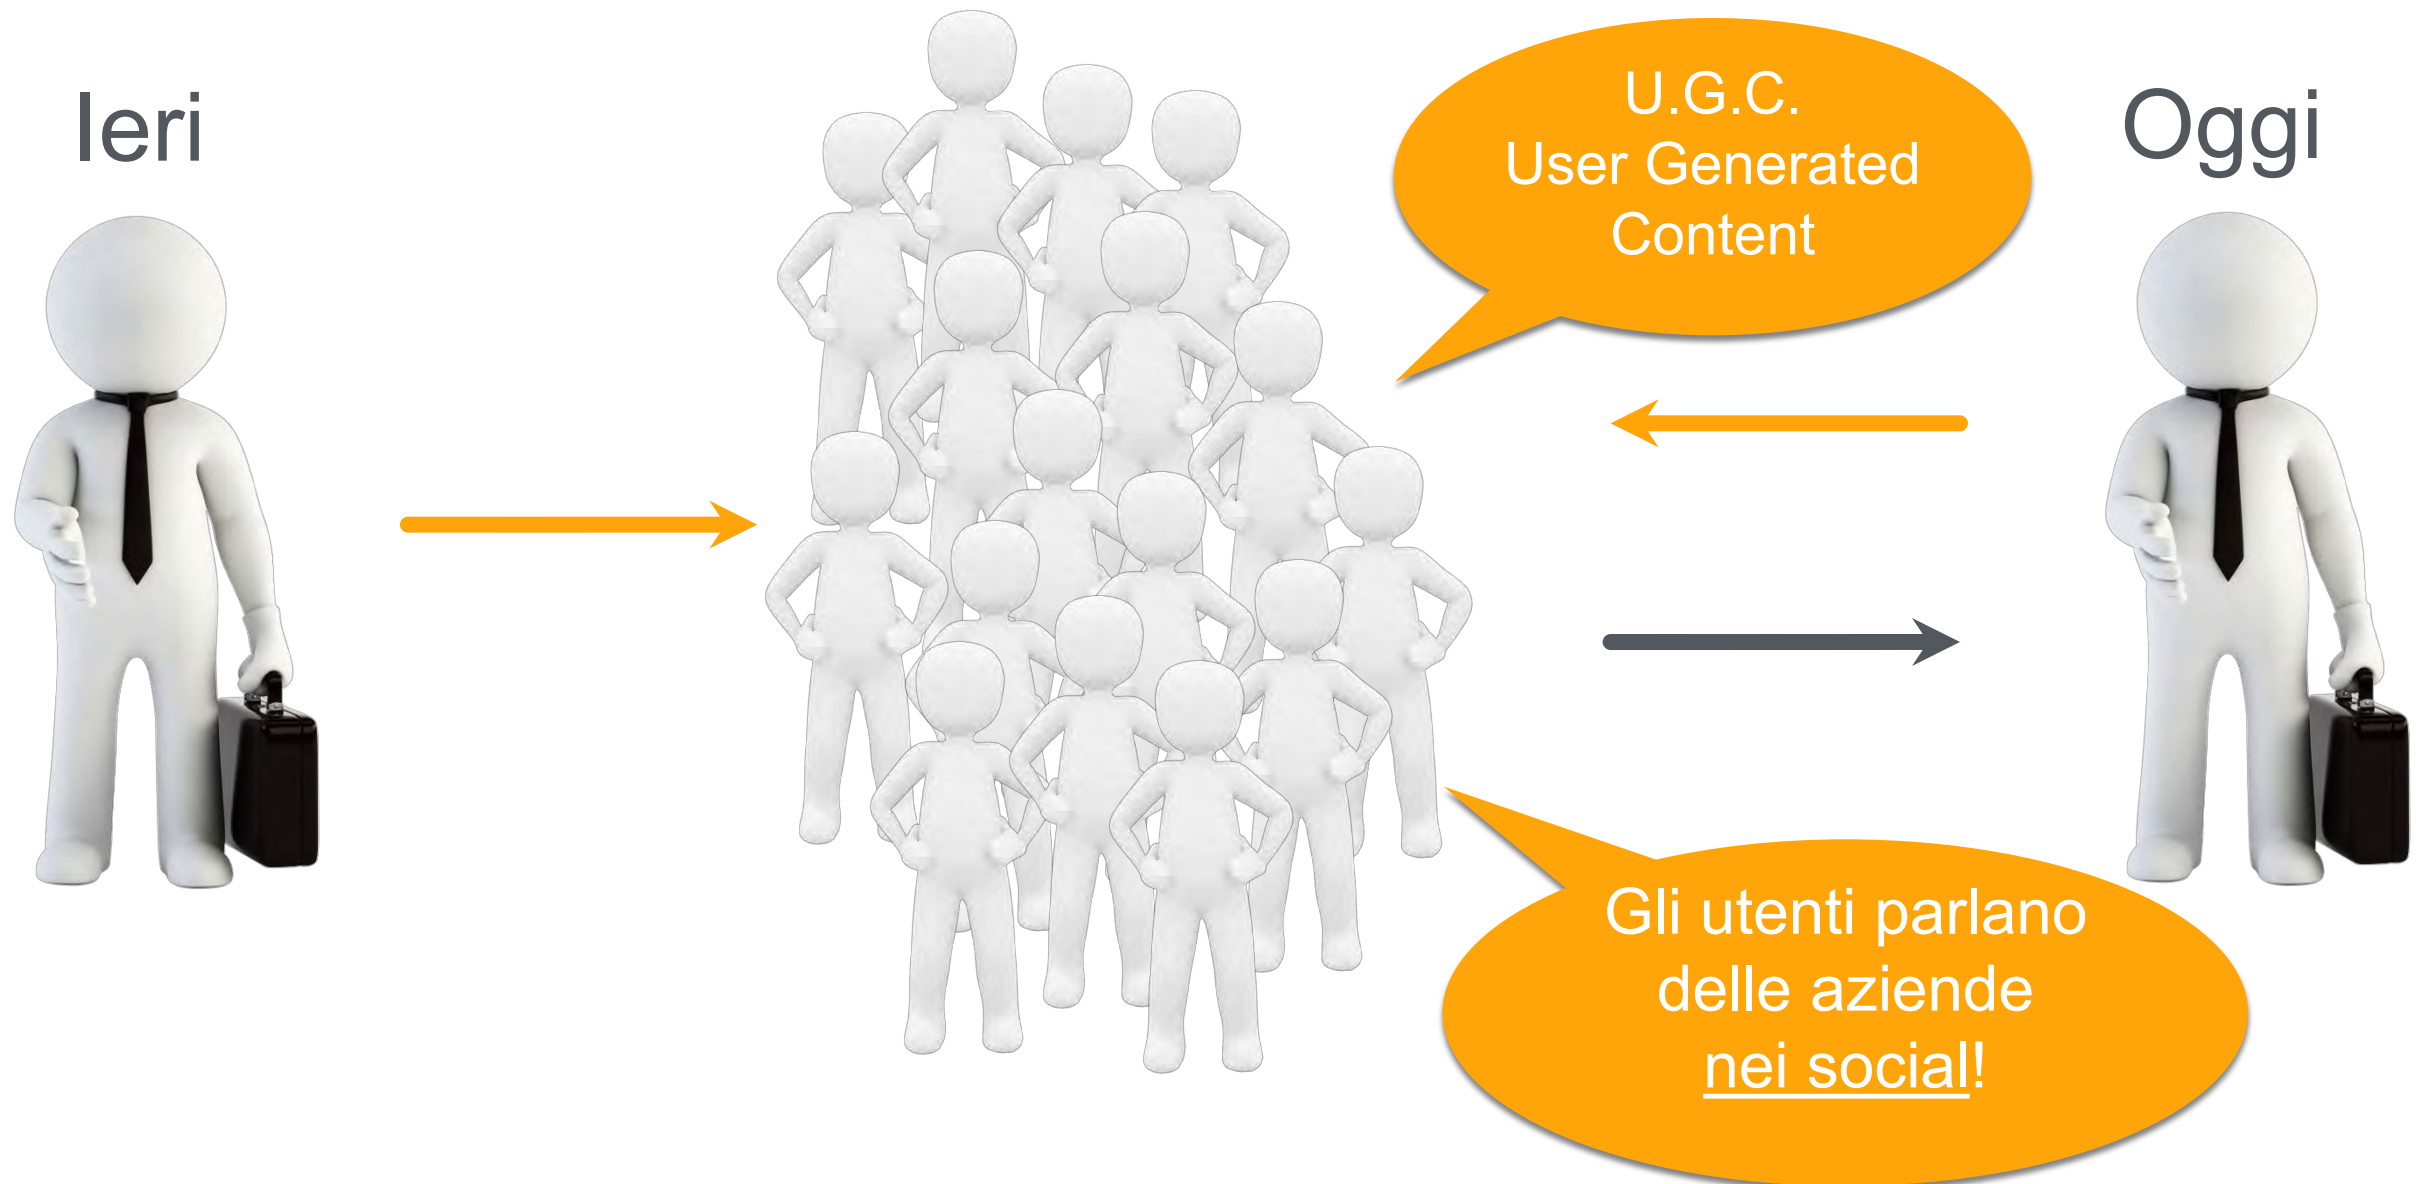 Ieri
U.G.C.
User Generated
Content
Oggi
Gli utenti parlano
delle aziende
nei social!